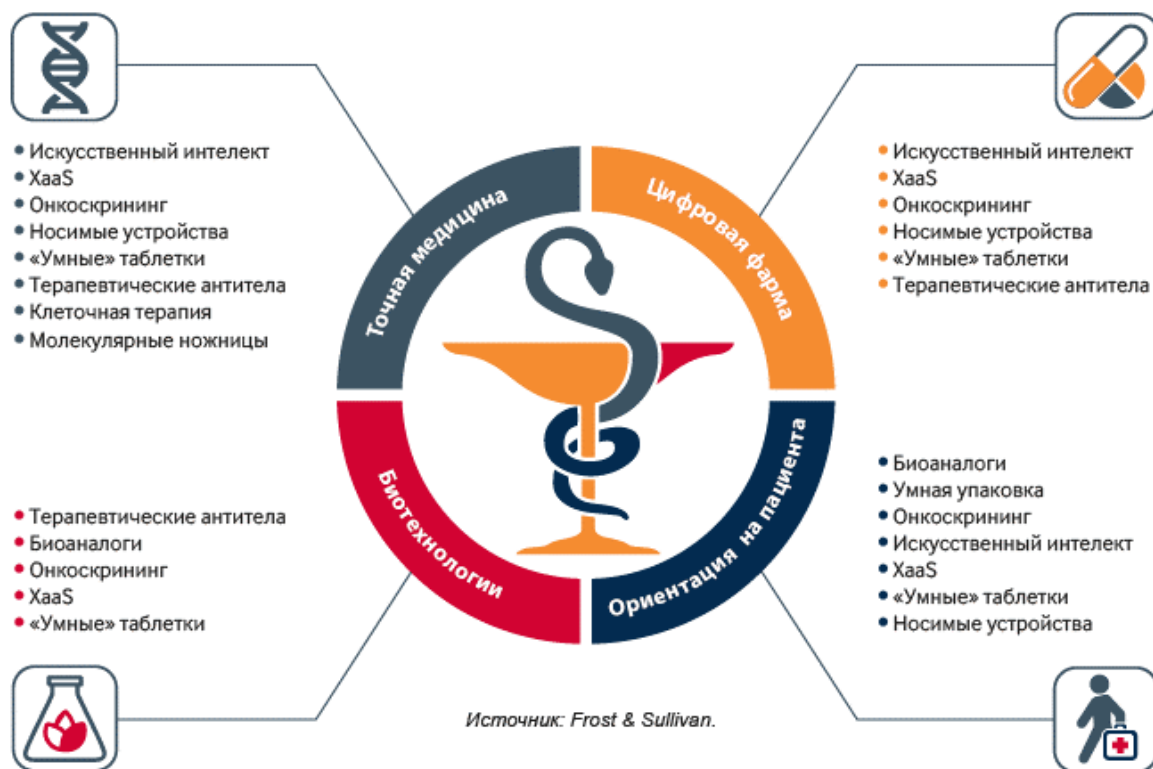 Точная медицина
• Искусственный интелект
• XaaS
• Онкоскрининг
• Носимые устройства
• «Умные» таблетки
• Терапевтические антитела
• Клеточная терапия
• Молекулярные ножницы
Цифровая фарма
• Искусственный интелект
• XaaS
• Онкоскрининг
• Носимые устройства
• «Умные» таблетки
• Терапевтические антитела
Биотехнологии
• Терапевтические антитела
• Биоаналоги
• Онкоскрининг
• XaaS
• «Умные» таблетки
Ориентация на пациента
• Биоаналоги
• Умная упаковка
• Онкоскрининг
• Искусственный интелект
• XaaS
• «Умные» таблетки
• Носимые устройства
Источник: Frost & Sullivan.